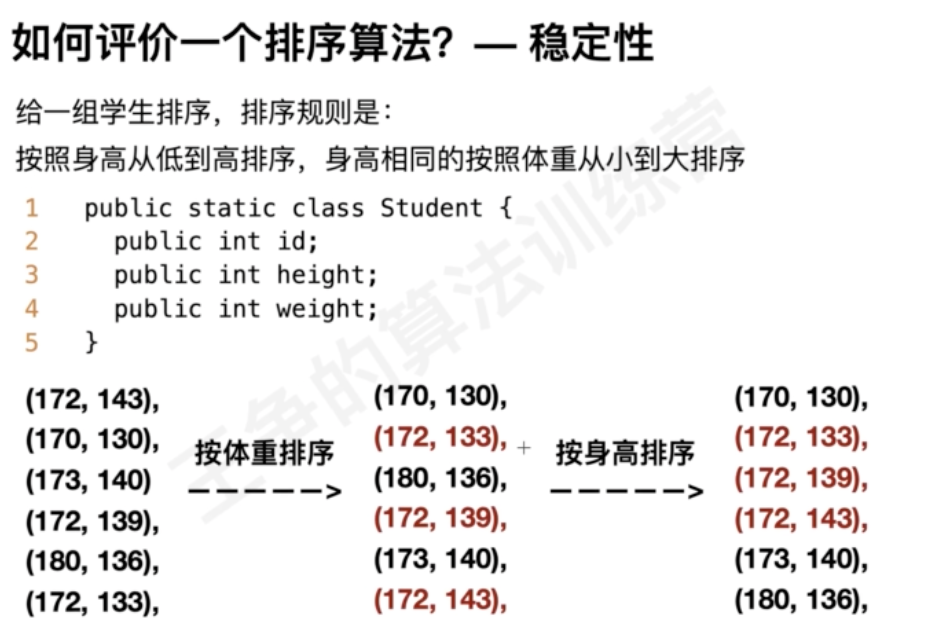 如何评价一个排序算法？— 稳定性
给一组学生排序，排序规则是：
按照身高从低到高排序，身高相同的按照体重从小到大排序
1 public static class Student {
2 public int id;
3 public int height;
4 public int weight;
5 }
(172, 143),
(170, 130),
(173, 140)
(172, 139),
(180, 136),
(172, 133),
按体重排序
----->
(170, 130),
(172, 133),
(180, 136),
(172, 139),
(173, 140),
(172, 143),
按身高排序
----->
(170, 130),
(172, 133),
(172, 139),
(172, 143),
(173, 140),
(180, 136),
王争的算法训练营